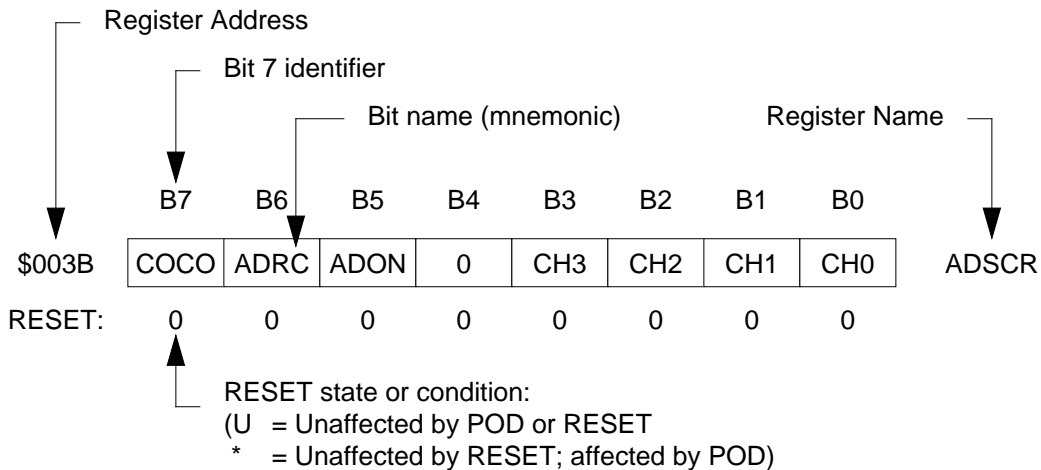 Register Address
Bit 7 identifier
Bit name (mnemonic) Register Name
B7 B6 B5 B4 B3 B2 B1 B0
$003B COCO ADRC ADON 0 CH3 CH2 CH1 CH0 ADSCR
RESET: 0 0 0 0 0 0 0 0
RESET state or condition:
(U = Unaffected by POD or RESET
* = Unaffected by RESET; affected by POD)